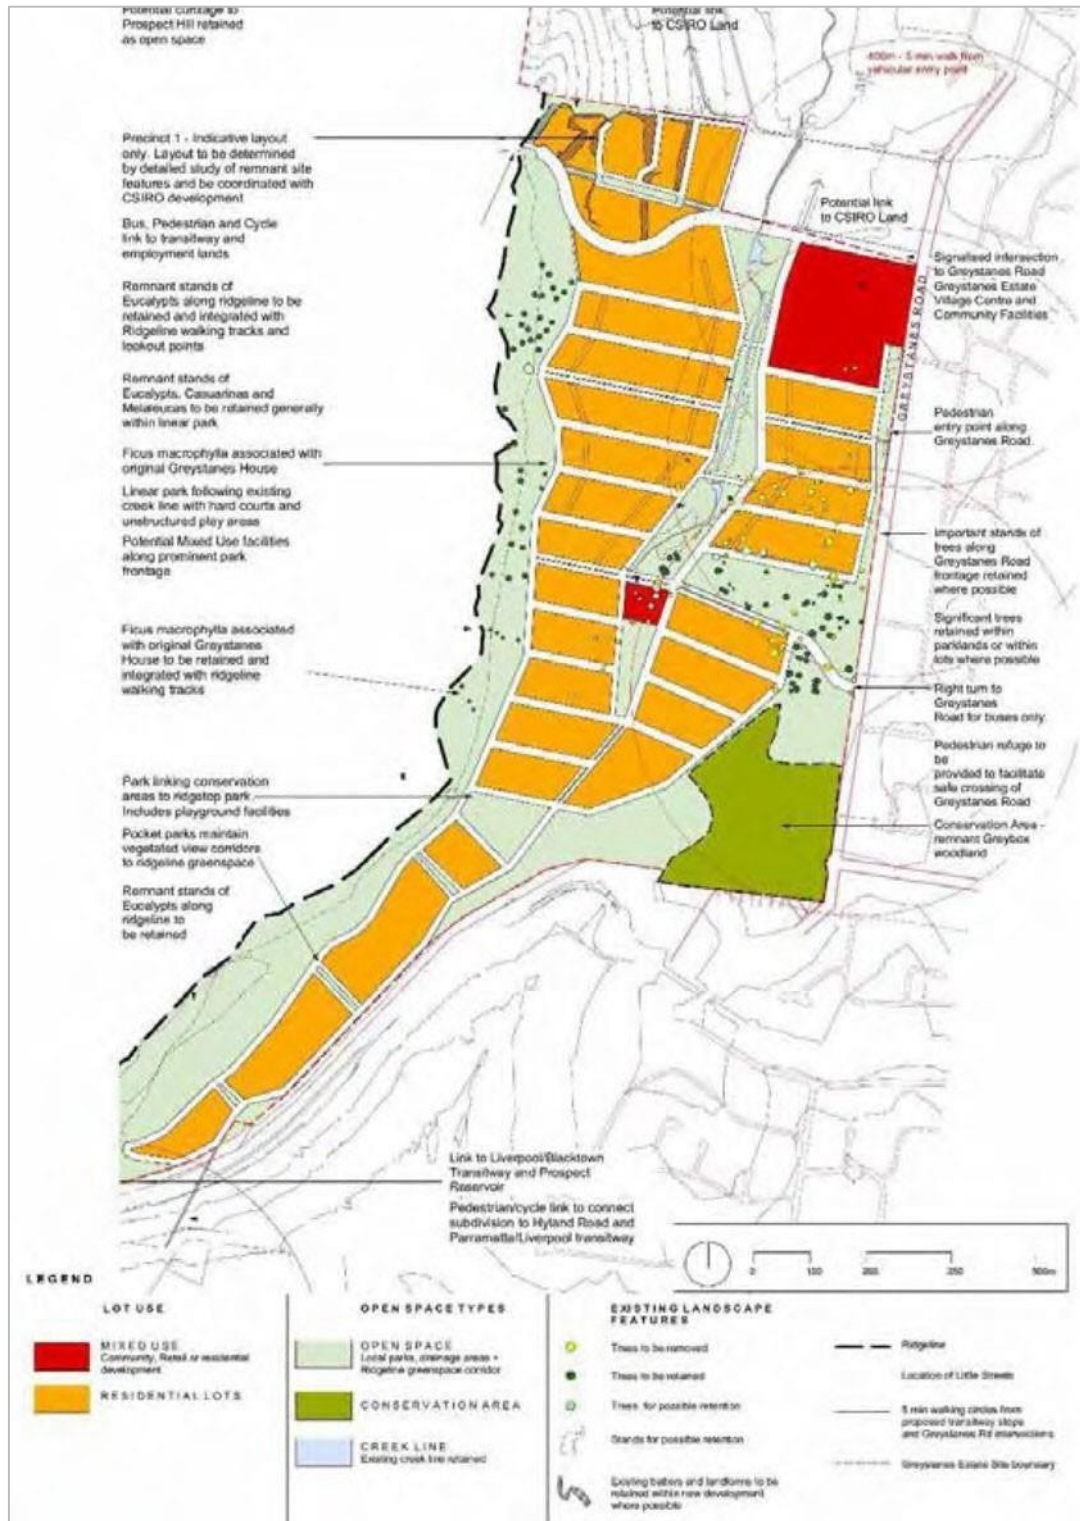 Potential curtilage to
Prospect Hill retained
as open space
Potential link
to CSIRO Land
400m - 5 min walk from
vehicular entry point
Precinct 1 - Indicative layout
only. Layout to be determined
by detailed study of remnant site
features and be coordinated with
CSIRO development
Bus, Pedestrian and Cycle
link to transitway and
employment lands
Remnant stands of
Eucalypts along ridgeline to be
retained and integrated with
Ridgeline walking tracks and
lookout points
Remnant stands of
Eucalypts, Casuarinas and
Melaleucas to be retained generally
within linear park
Ficus macrophylla associated with
original Greystanes House
Linear park following existing
creek line with hard courts and
unstructured play areas
Potential Mixed Use facilities
along prominent park
frontage
Ficus macrophylla associated
with original Greystanes
House to be retained and
integrated with ridgeline
walking tracks
Park linking conservation
areas to ridgetop park
Includes playground facilities
Pocket parks maintain
vegetated view corridors
to ridgeline greenspace
Remnant stands of
Eucalypts along
ridgeline to
be retained
Potential link
to CSIRO Land
Signalised intersection
to Greystanes Road
Greystanes Estate
Village Centre and
Community Facilities
GREYSTANES ROAD
Pedestrian
entry point along
Greystanes Road.
Important stands of
trees along
Greystanes Road
frontage retained
where possible
Significant trees
retained within
parklands or within
lots where possible
Right turn to
Greystanes
Road for buses only.
Pedestrian refuge to
be
provided to facilitate
safe crossing of
Greystanes Road
Conservation Area -
remnant Greybox
woodland
Link to Liverpool/Blacktown
Transitway and Prospect
Reservoir
Pedestrian/cycle link to connect
subdivision to Hyland Road and
Parramatta/Liverpool transitway
0 100 200 250 500m
LEGEND
LOT USE
MIXED USE
Community, Retail or residential
development
RESIDENTIAL LOTS
OPEN SPACE TYPES
OPEN SPACE
Local parks, drainage areas +
Ridgeline greenspace corridor
CONSERVATION AREA
CREEK LINE
Existing creek line retained
EXISTING LANDSCAPE
FEATURES
Trees to be removed
Trees to be retained
Trees for possible retention
Stands for possible retention
Existing batters and landforms to be
retained within new development
where possible
Ridgeline
Location of Little Streets
5 min walking circles from
proposed transitway stops
and Greystanes Rd intersections
Greystanes Estate Site boundary